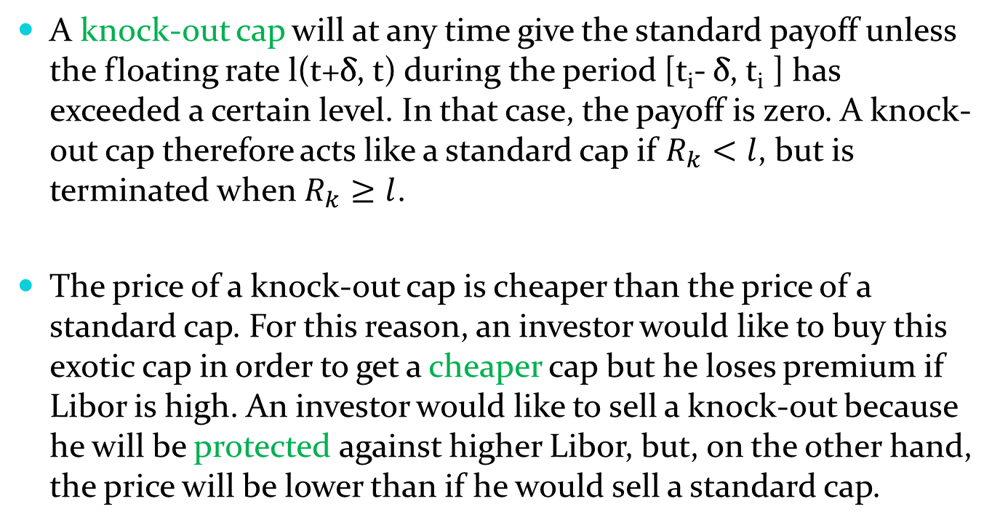 • A knock-out cap will at any time give the standard payoff unless
the floating rate l(t+δ, t) during the period [tᵢ- δ, tᵢ ] has
exceeded a certain level. In that case, the payoff is zero. A knock-
out cap therefore acts like a standard cap if Rₖ < l, but is
terminated when Rₖ ≥ l.
• The price of a knock-out cap is cheaper than the price of a
standard cap. For this reason, an investor would like to buy this
exotic cap in order to get a cheaper cap but he loses premium if
Libor is high. An investor would like to sell a knock-out because
he will be protected against higher Libor, but, on the other hand,
the price will be lower than if he would sell a standard cap.